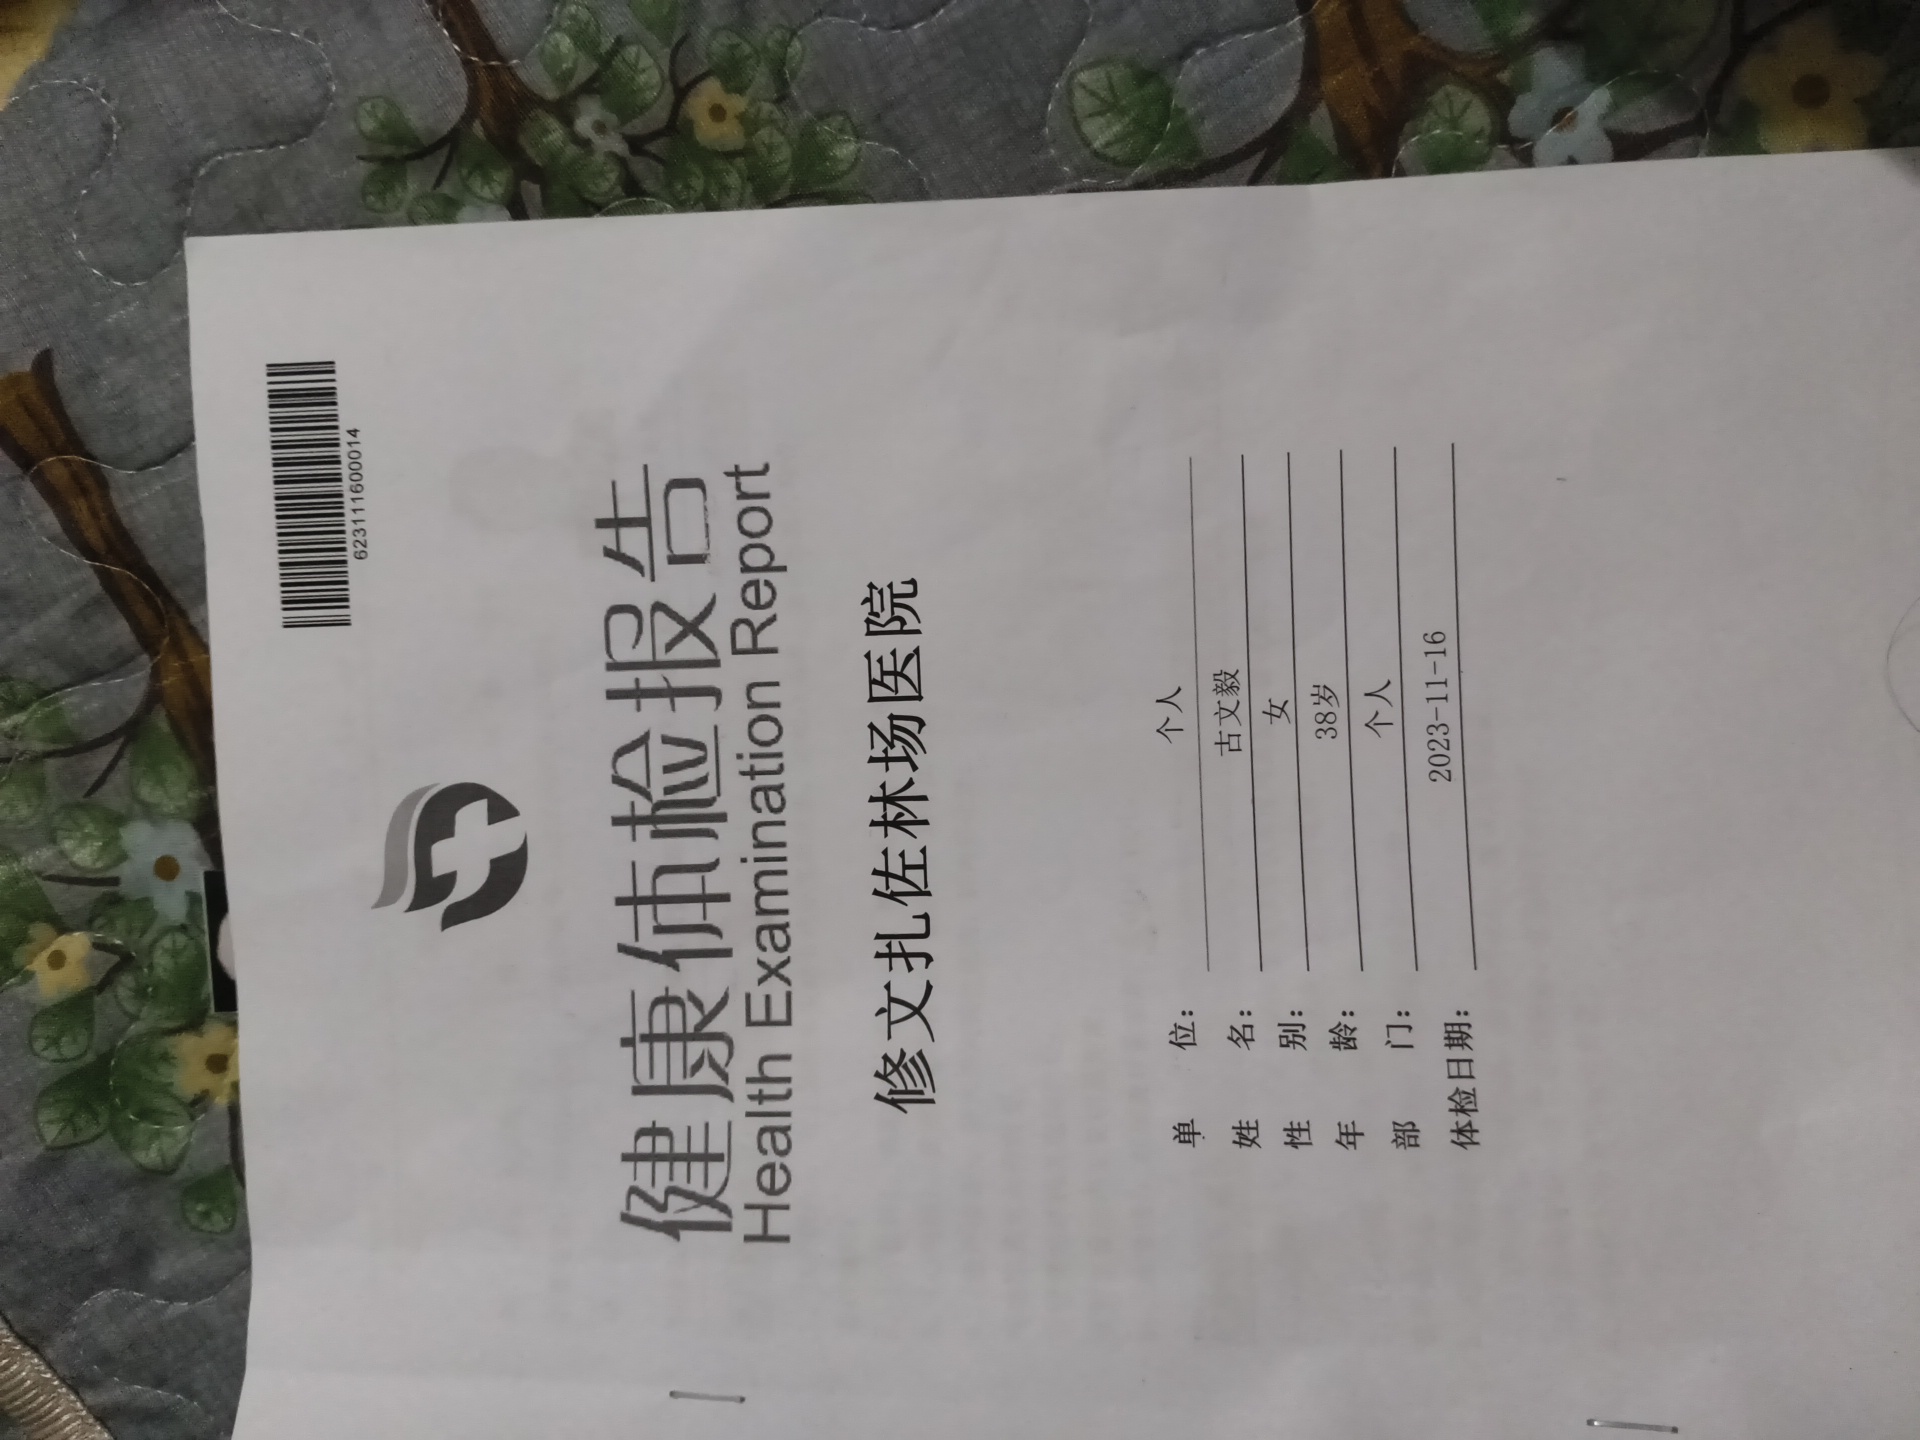 623111600014
健康体检报告
Health Examination Report
修文扎佐林场医院
单 位: 个人
姓 名: 古文毅
性 别: 女
年 龄: 38岁
部 门: 个人
体检日期: 2023-11-16